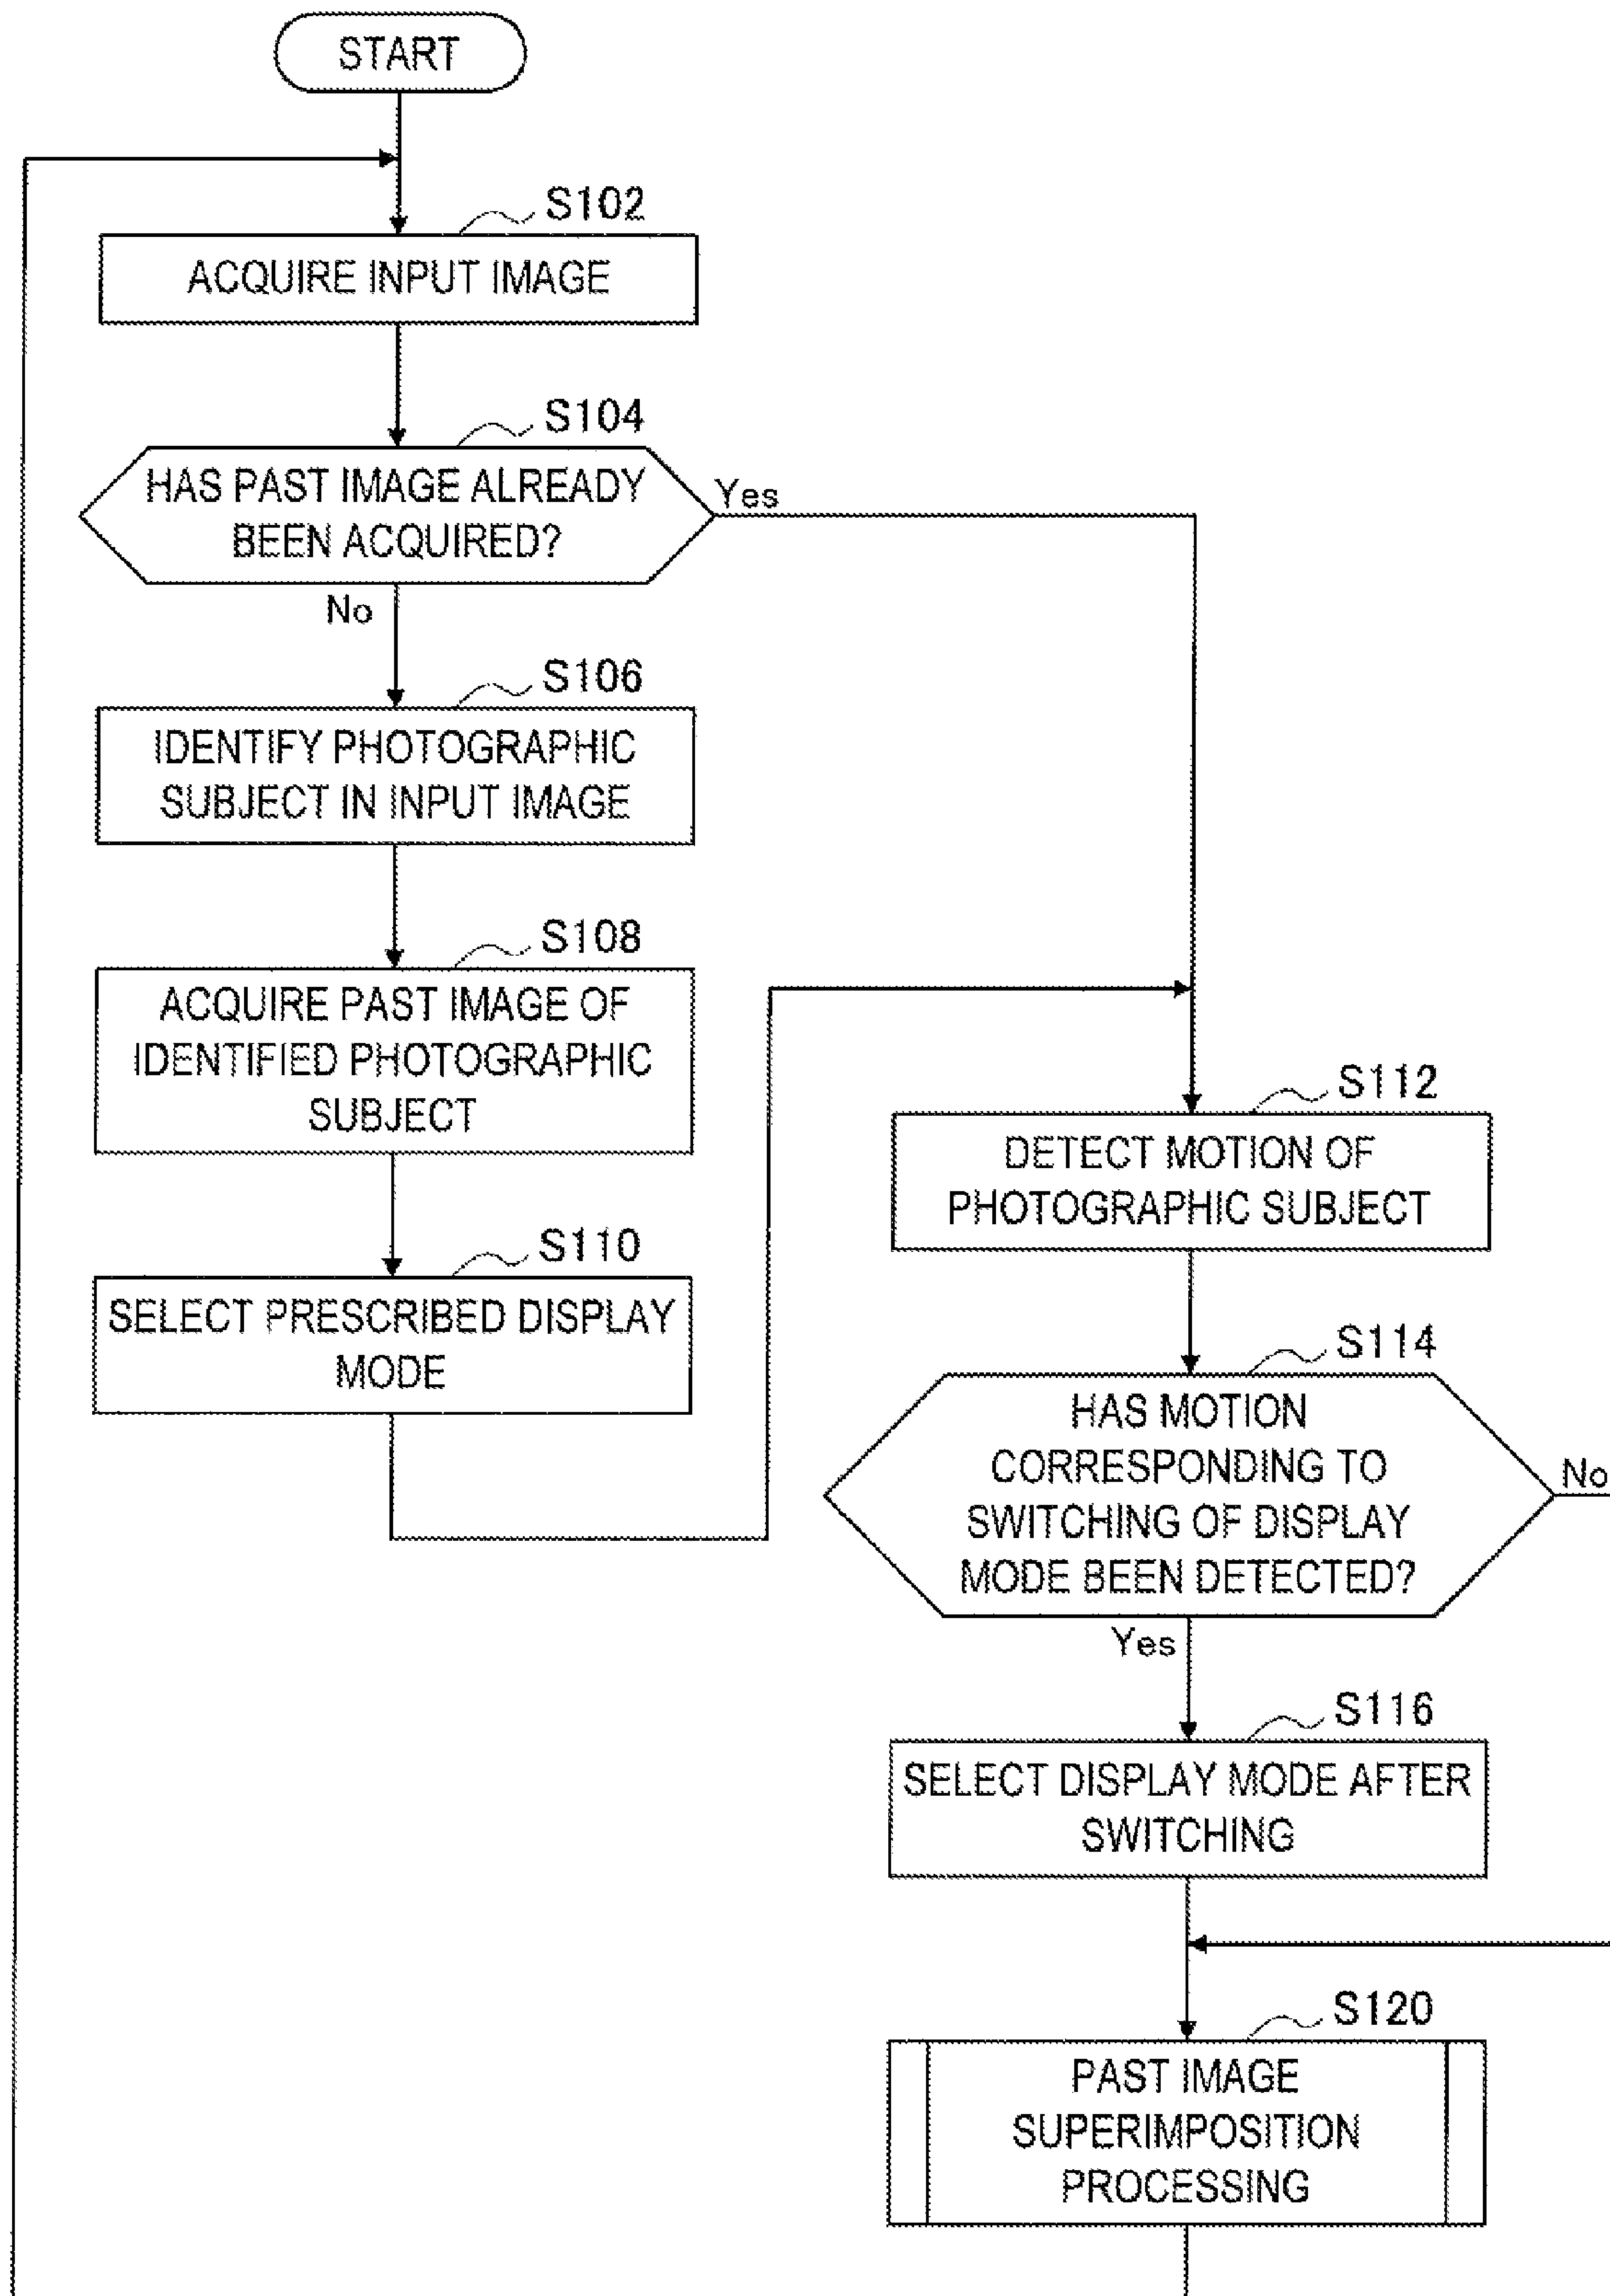 START
S102
ACQUIRE INPUT IMAGE
S104
HAS PAST IMAGE ALREADY
BEEN ACQUIRED?
Yes
No
S106
IDENTIFY PHOTOGRAPHIC
SUBJECT IN INPUT IMAGE
S108
ACQUIRE PAST IMAGE OF
IDENTIFIED PHOTOGRAPHIC
SUBJECT
S110
SELECT PRESCRIBED DISPLAY
MODE
S112
DETECT MOTION OF
PHOTOGRAPHIC SUBJECT
S114
HAS MOTION
CORRESPONDING TO
SWITCHING OF DISPLAY
MODE BEEN DETECTED?
No
Yes
S116
SELECT DISPLAY MODE AFTER
SWITCHING
S120
PAST IMAGE
SUPERIMPOSITION
PROCESSING